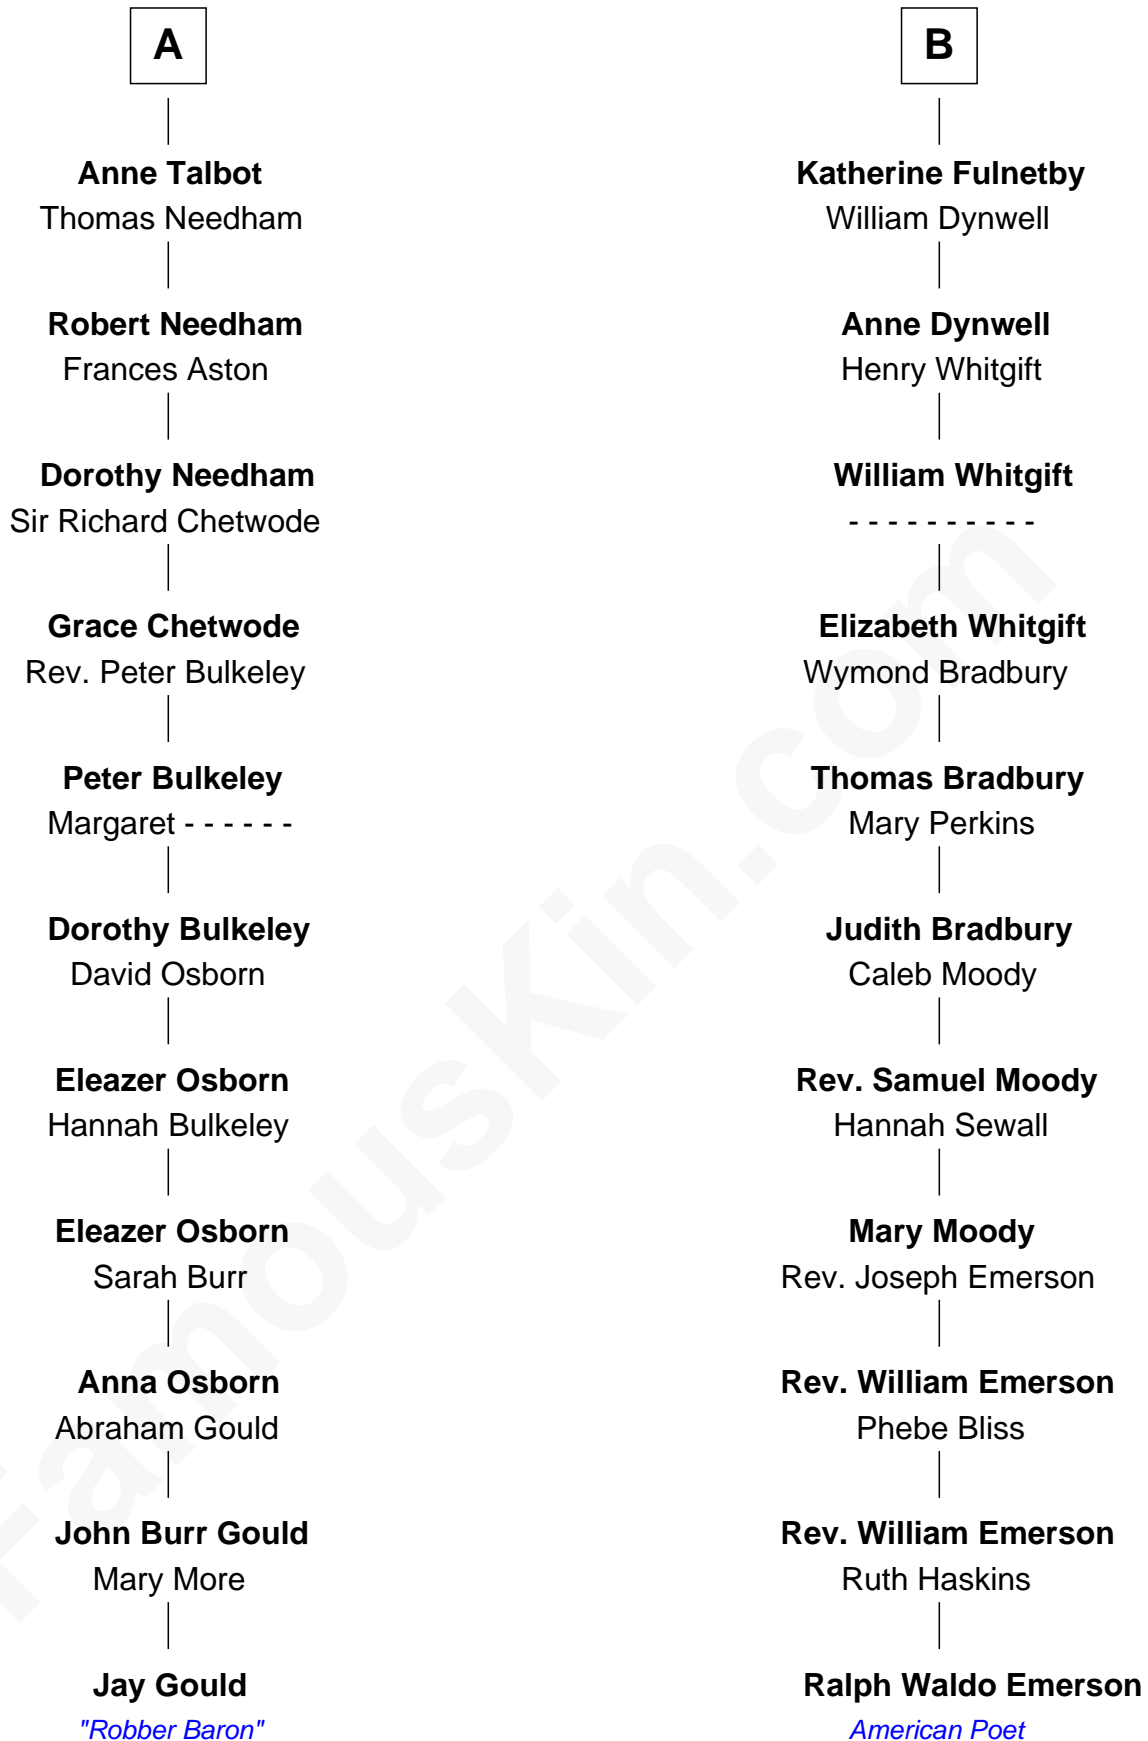 A
Anne Talbot
Thomas Needham
Robert Needham
Frances Aston
Dorothy Needham
Sir Richard Chetwode
Grace Chetwode
Rev. Peter Bulkeley
Peter Bulkeley
Margaret - - - - - -
Dorothy Bulkeley
David Osborn
Eleazer Osborn
Hannah Bulkeley
Eleazer Osborn
Sarah Burr
Anna Osborn
Abraham Gould
John Burr Gould
Mary More
Jay Gould
"Robber Baron"
B
Katherine Fulnetby
William Dynwell
Anne Dynwell
Henry Whitgift
William Whitgift
- - - - - - - - - -
Elizabeth Whitgift
Wymond Bradbury
Thomas Bradbury
Mary Perkins
Judith Bradbury
Caleb Moody
Rev. Samuel Moody
Hannah Sewall
Mary Moody
Rev. Joseph Emerson
Rev. William Emerson
Phebe Bliss
Rev. William Emerson
Ruth Haskins
Ralph Waldo Emerson
American Poet
FamousKin.com